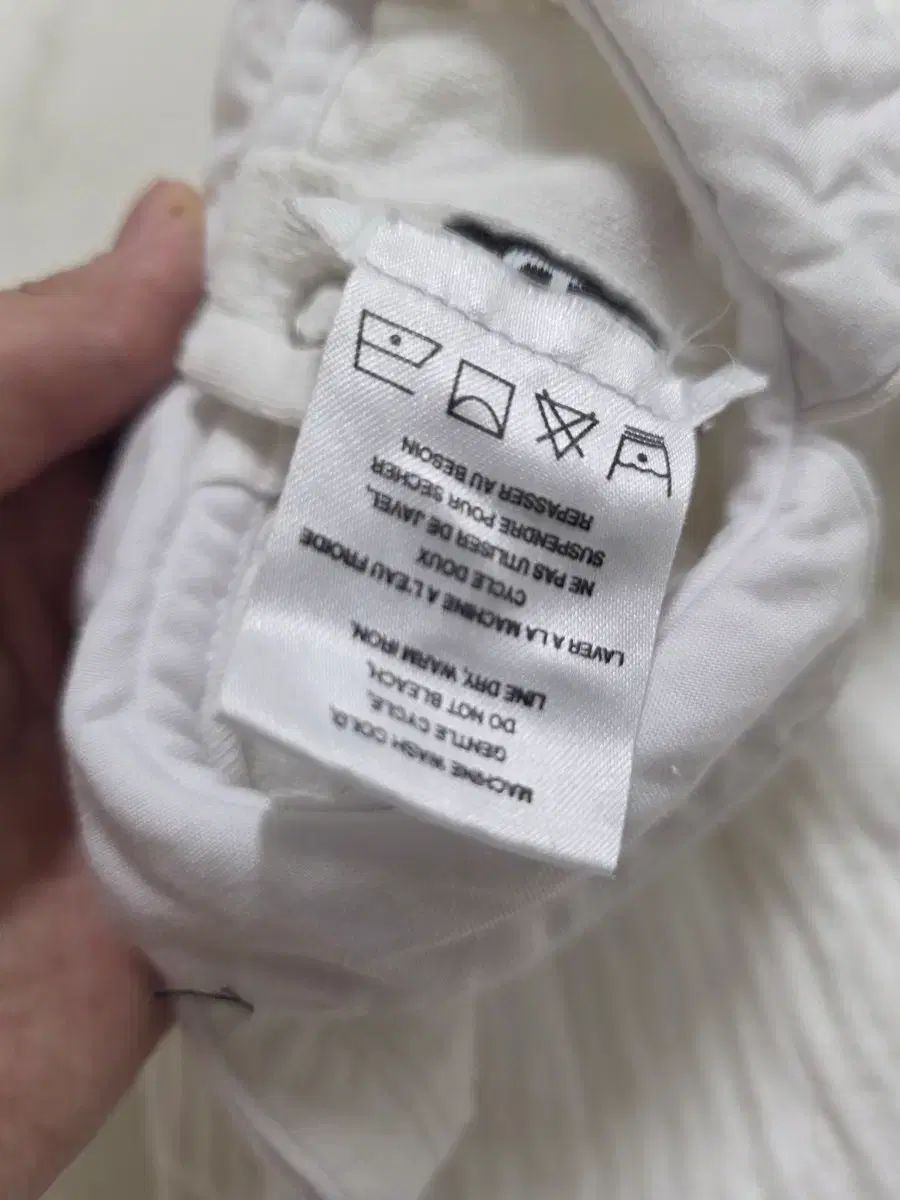 MACHINE WASH COLD,
GENTLE CYCLE,
DO NOT BLEACH,
LINE DRY, WARM IRON.
LAVER A LA MACHINE A L'EAU FROIDE
CYCLE DOUX
NE PAS UTILISER DE JAVEL,
SUSPENDRE POUR SECHER
REPASSER AU BESOIN